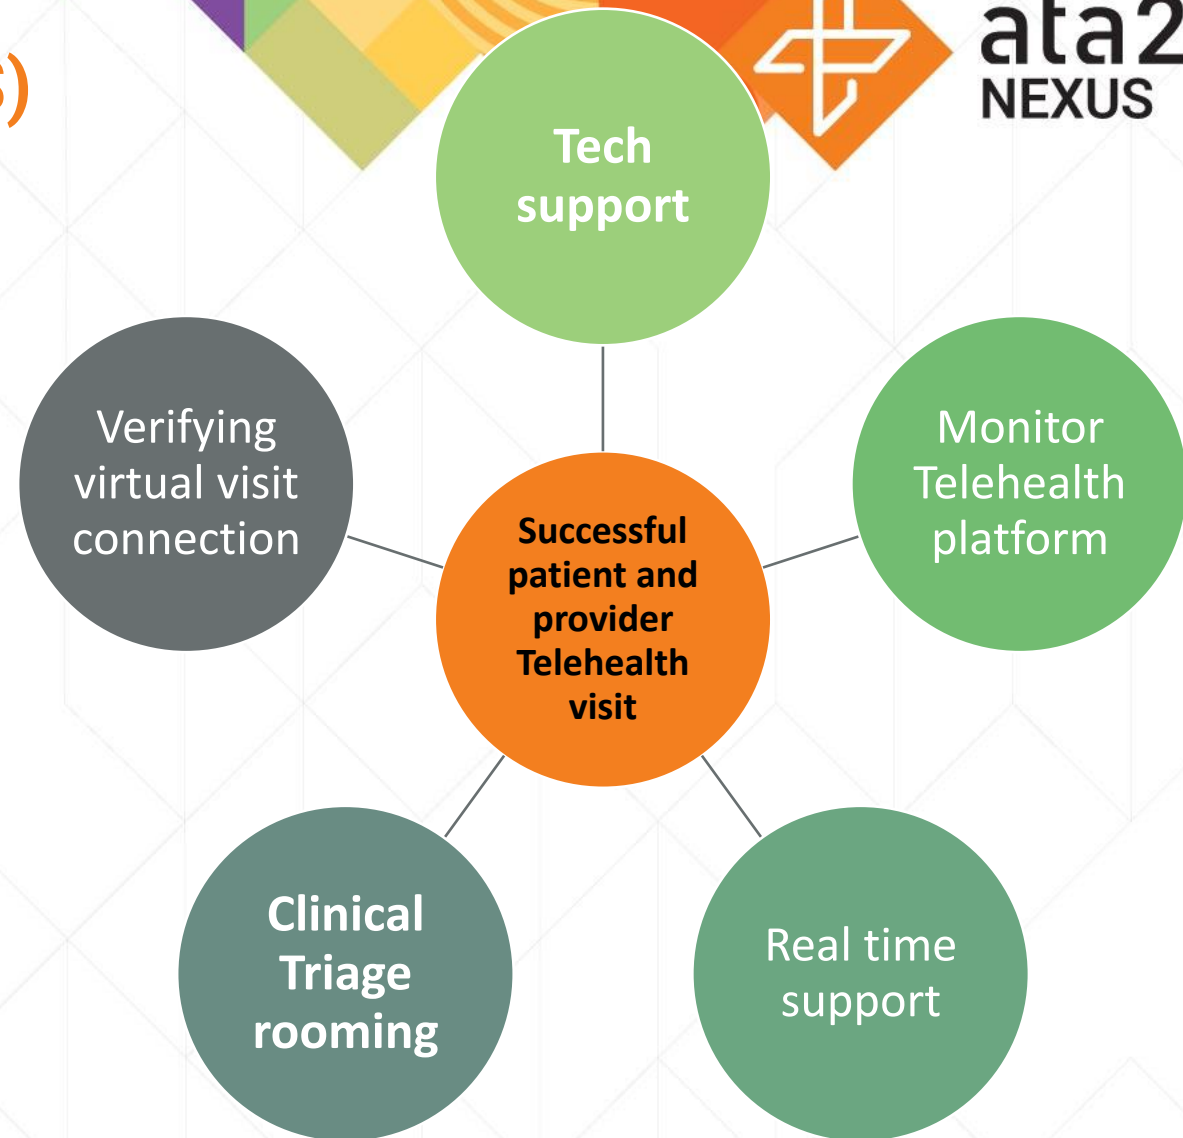 S)
ata2
NEXUS
Tech
support
Verifying
virtual visit
connection
Monitor
Telehealth
platform
Successful
patient and
provider
Telehealth
visit
Clinical
Triage
rooming
Real time
support